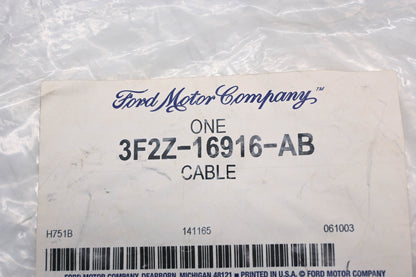 Ford Motor Company™
ONE
3F2Z-16916-AB
CABLE
H751B 141165 061003
FORD MOTOR COMPANY, DEARBORN, MICHIGAN 48121 • PRINTED IN U.S.A. © FORD MOTOR COMPANY